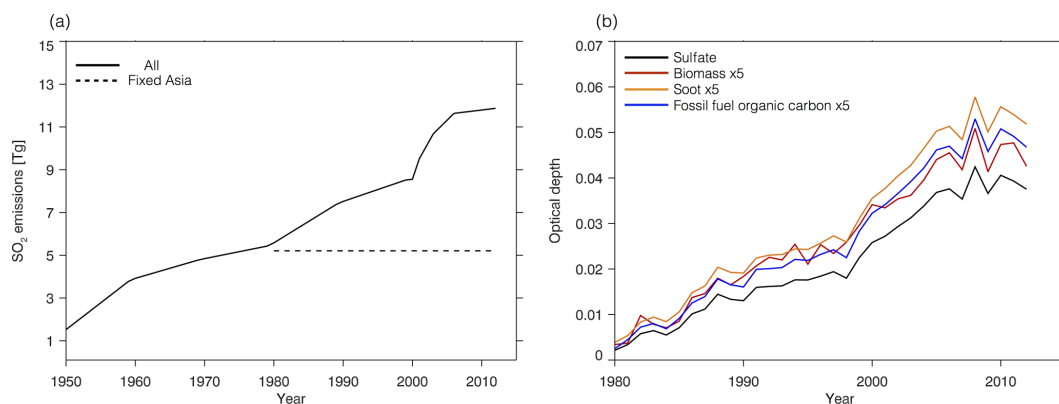 (a)
15
13
11
9
7
5
3
1
SO2 emissions [Tg]
All
Fixed Asia
1950 1960 1970 1980 1990 2000 2010
Year
(b)
0.07
0.06
0.05
0.04
0.03
0.02
0.01
0
Optical depth
Sulfate
Biomass x5
Soot x5
Fossil fuel organic carbon x5
1980 1990 2000 2010
Year